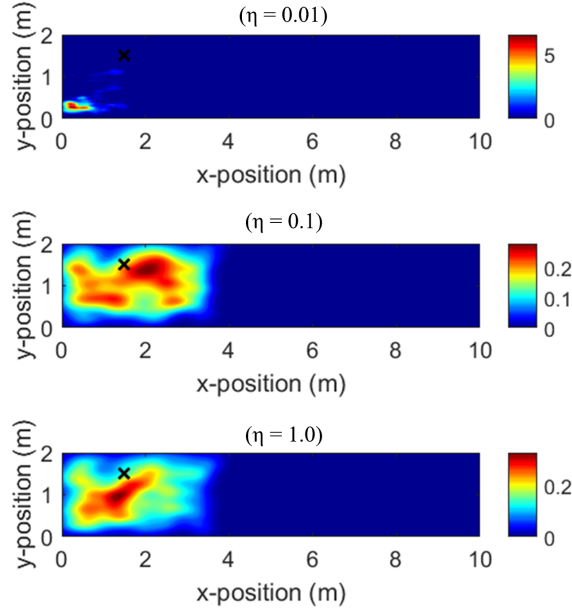 (η = 0.01)
y-position (m)
2
1
0
0 2 4 6 8 10
x-position (m)
5
0
(η = 0.1)
y-position (m)
2
1
0
0 2 4 6 8 10
x-position (m)
0.2
0.1
0
(η = 1.0)
y-position (m)
2
1
0
0 2 4 6 8 10
x-position (m)
0.2
0